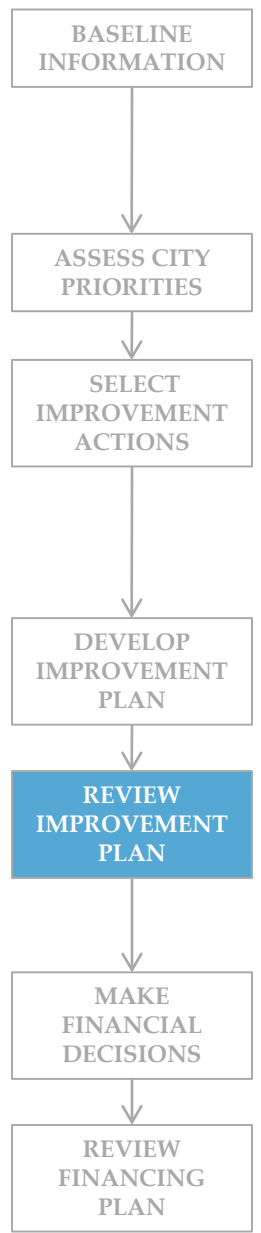 BASELINE
INFORMATION
ASSESS CITY
PRIORITIES
SELECT
IMPROVEMENT
ACTIONS
DEVELOP
IMPROVEMENT
PLAN
REVIEW
IMPROVEMENT
PLAN
MAKE
FINANCIAL
DECISIONS
REVIEW
FINANCING
PLAN